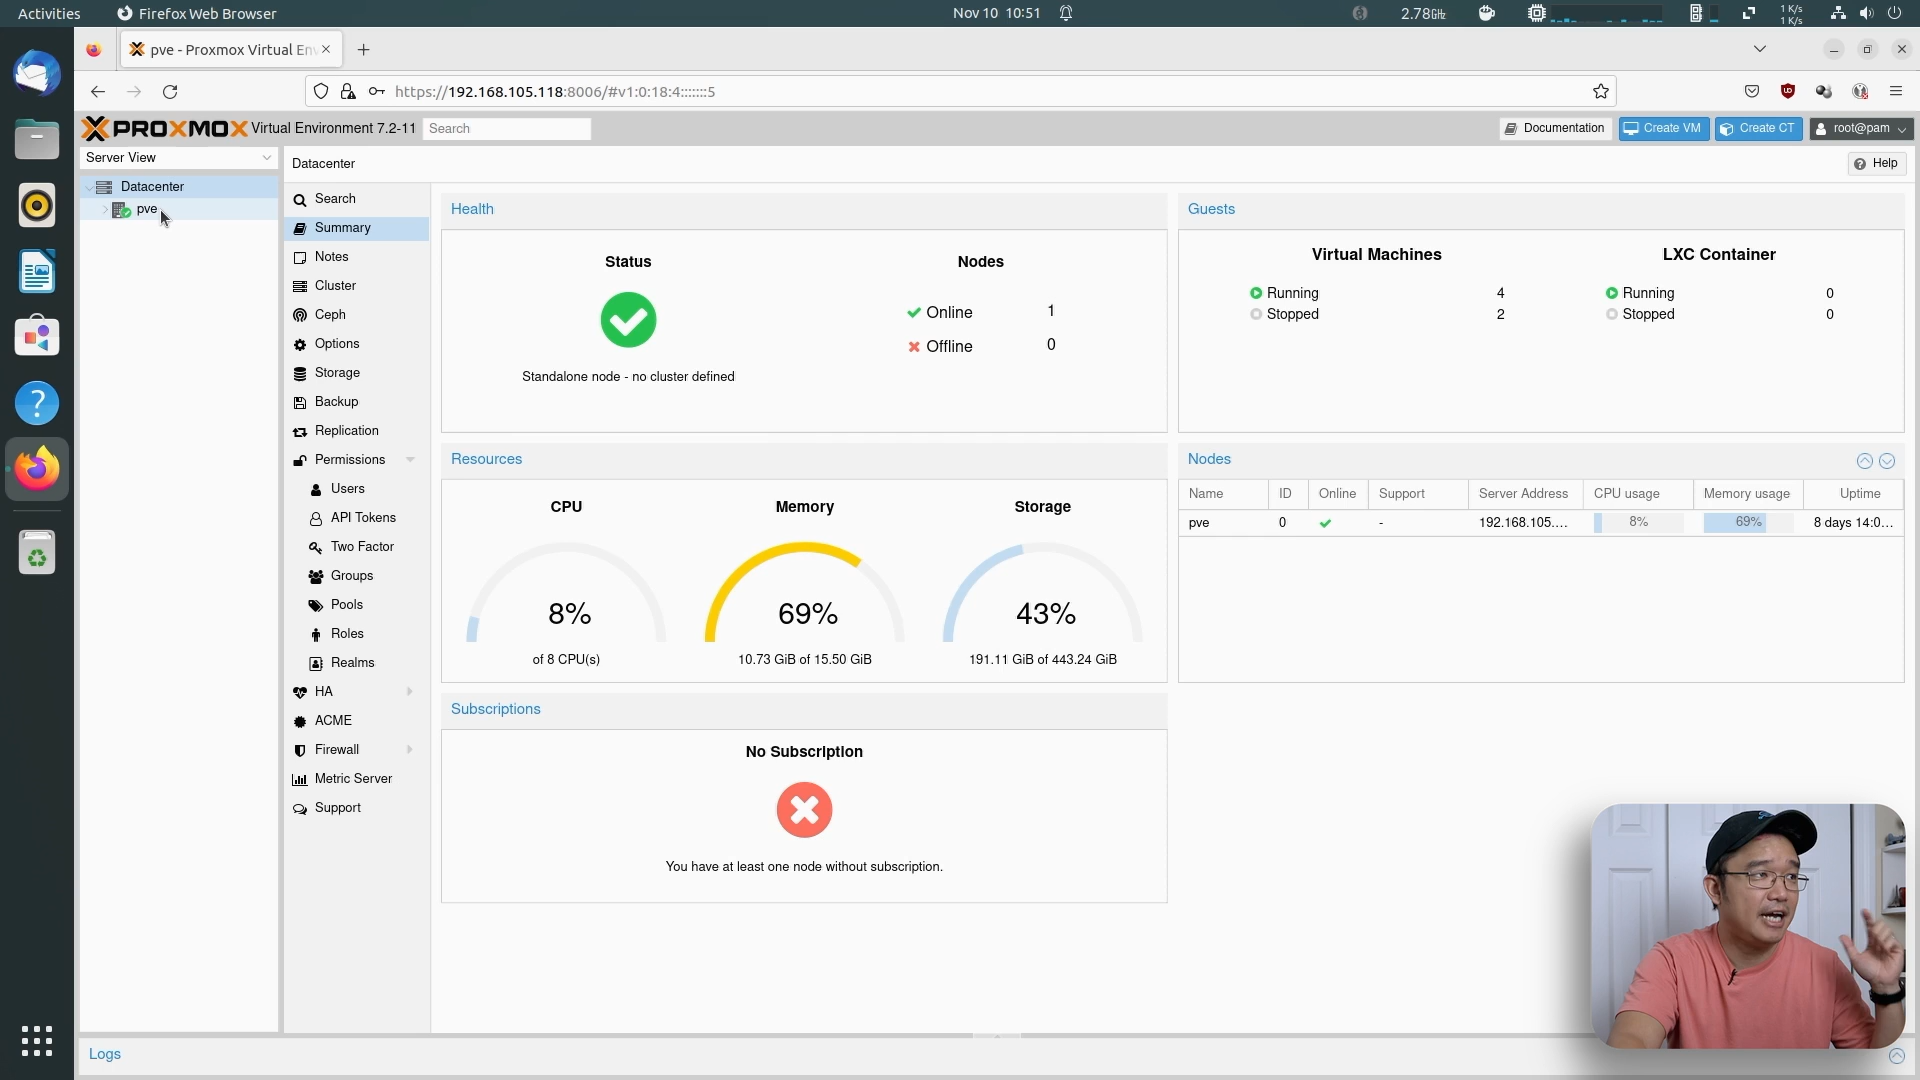 Activities
Firefox Web Browser
Nov 10 10:51
2.78GHz
1 K/s
1 K/s
pve - Proxmox Virtual En
https://192.168.105.118:8006/#v1:0:18:4:::::::5
PROXMOX Virtual Environment 7.2-11
Search
Documentation
Create VM
Create CT
root@pam
Server View
Datacenter
pve
Datacenter
Help
Search
Summary
Notes
Cluster
Ceph
Options
Storage
Backup
Replication
Permissions
Users
API Tokens
Two Factor
Groups
Pools
Roles
Realms
HA
ACME
Firewall
Metric Server
Support
Health
Status
Standalone node - no cluster defined
Nodes
Online 1
Offline 0
Guests
Virtual Machines
Running 4
Stopped 2
LXC Container
Running 0
Stopped 0
Resources
CPU
8%
of 8 CPU(s)
Memory
69%
10.73 GiB of 15.50 GiB
Storage
43%
191.11 GiB of 443.24 GiB
Nodes
Name ID Online Support Server Address CPU usage Memory usage Uptime
pve 0 - 192.168.105.... 8% 69% 8 days 14:0...
Subscriptions
No Subscription
You have at least one node without subscription.
Logs